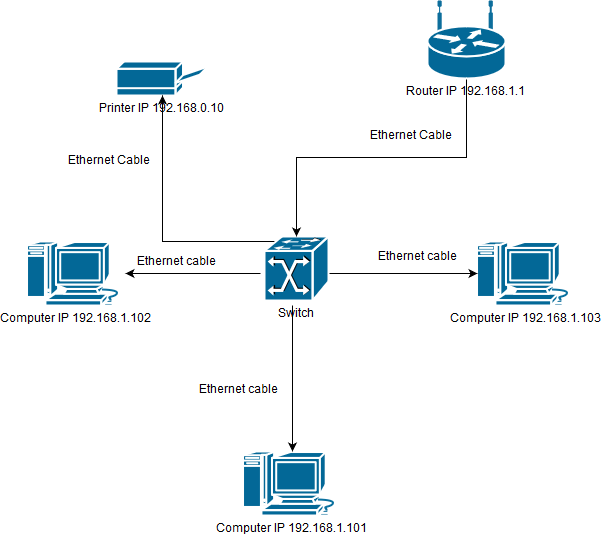 Router IP 192.168.1.1
Printer IP 192.168.0.10
Ethernet Cable
Ethernet Cable
Ethernet cable
Ethernet cable
Switch
Computer IP 192.168.1.102
Computer IP 192.168.1.103
Ethernet cable
Computer IP 192.168.1.101